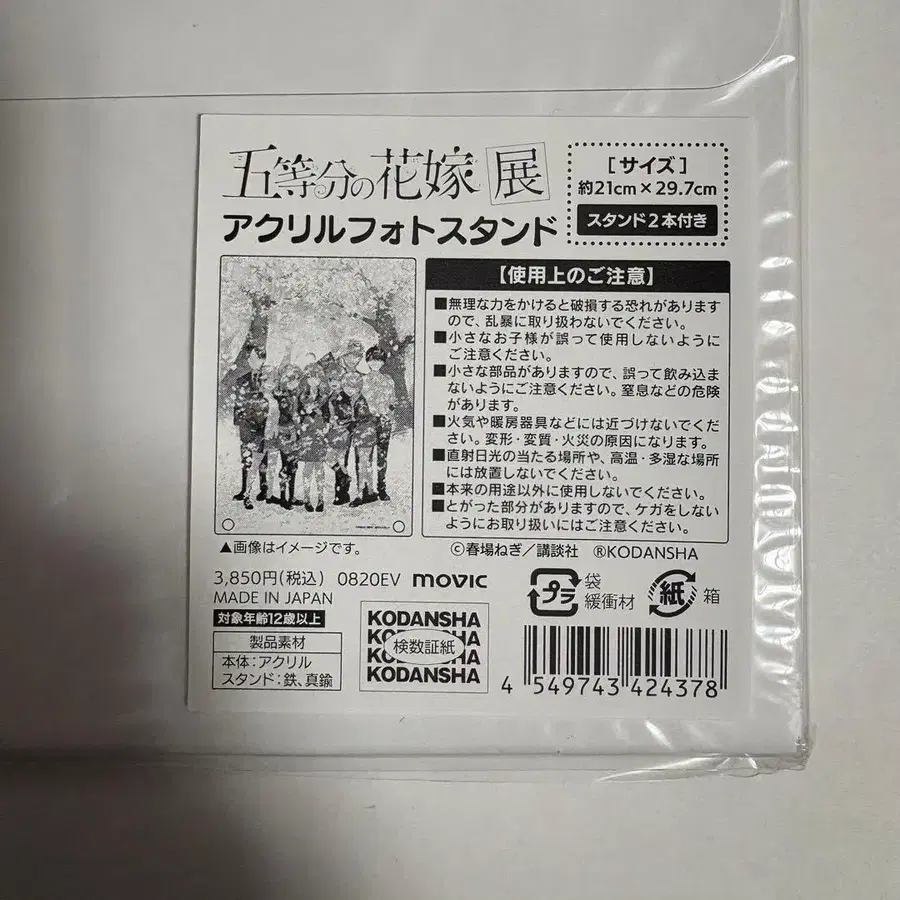 五等分の花嫁 展
アクリルフォトスタンド
[サイズ]
約21cm×29.7cm
スタンド2本付き
【使用上のご注意】
■無理な力をかけると破損する恐れがあります
ので、乱暴に取り扱わないでください。
■小さなお子様が誤って使用しないように
ご注意ください。
■小さな部品がありますので、誤って飲み込ま
ないようにご注意ください。窒息などの危険
があります。
■火気や暖房器具などには近づけないでくだ
さい。変形・変質・火災の原因になります。
■直射日光の当たる場所や、高温・多湿な場所
には放置しないでください。
■本来の用途以外に使用しないでください。
■とがった部分がありますので、ケガをしない
ようにお取り扱いにはご注意ください。
▲画像はイメージです。
©春場ねぎ/講談社 ®KODANSHA
3,850円(税込) 0820EV movic
MADE IN JAPAN
対象年齢12歳以上
製品素材
本体:アクリル
スタンド:鉄、真鍮
KODANSHA
KODANSHA
検数証紙
KODANSHA
KODANSHA
プラ 袋
緩衝材
紙 箱
4 549743 424378